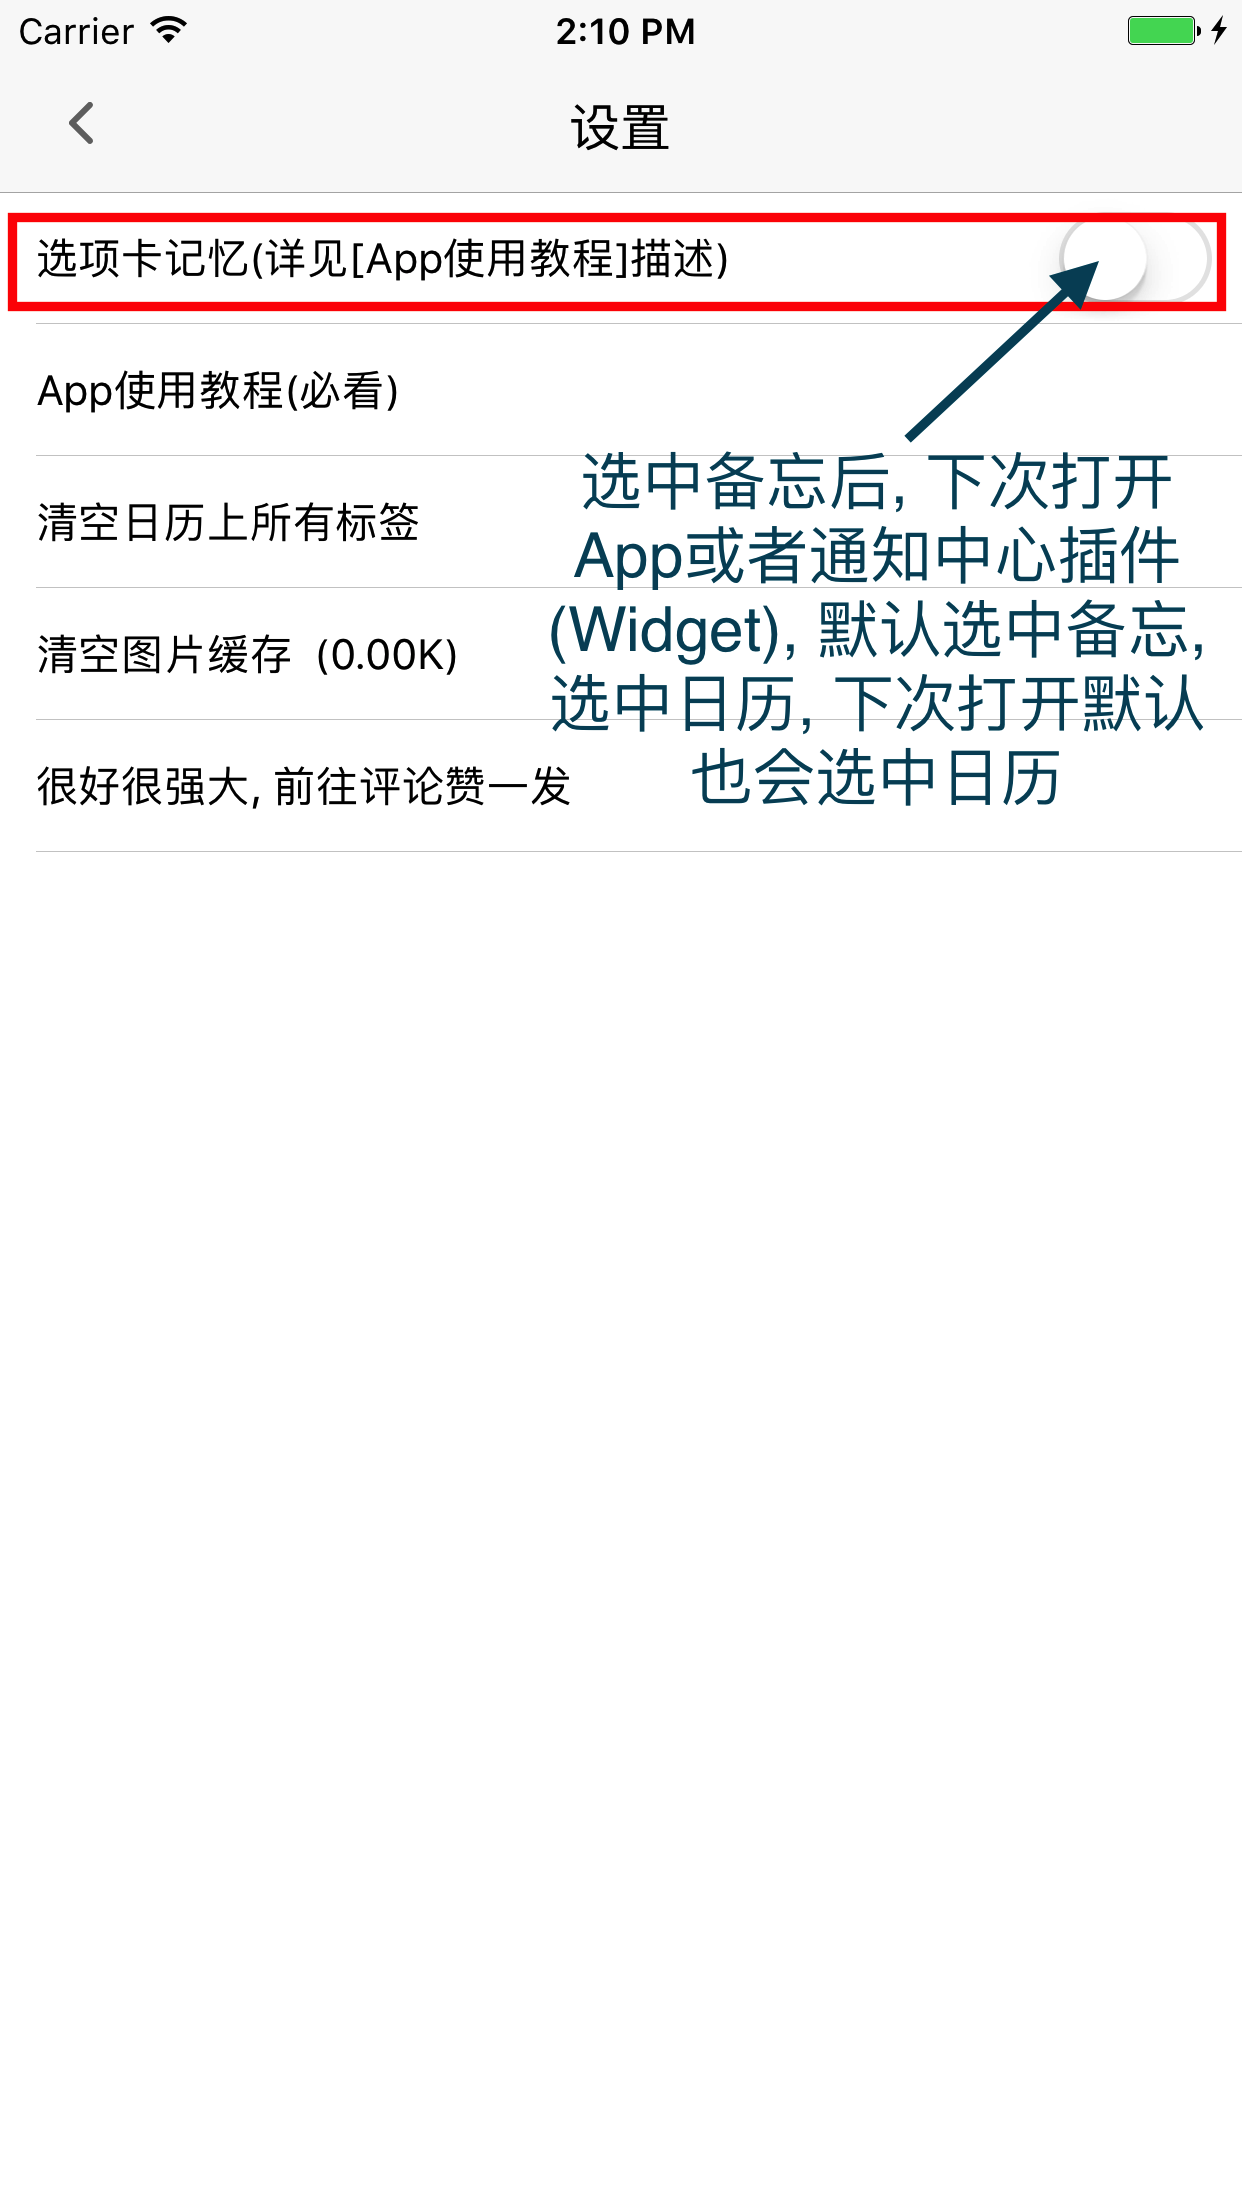 Carrier 2:10 PM
设置
选项卡记忆(详见[App使用教程]描述)
App使用教程(必看)
清空日历上所有标签
清空图片缓存 (0.00K)
很好很强大, 前往评论赞一发
选中备忘后, 下次打开
App或者通知中心插件
(Widget), 默认选中备忘,
选中日历, 下次打开默认
也会选中日历